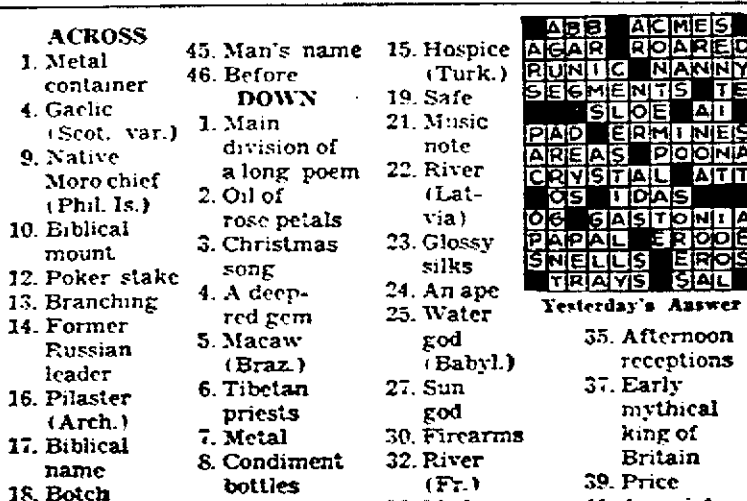 ACROSS
1. Metal
container
4. Gaelic
(Scot. var.)
9. Native
Moro chief
(Phil. Is.)
10. Biblical
mount
12. Poker stake
13. Branching
14. Former
Russian
leader
16. Pilaster
(Arch.)
17. Biblical
name
18. Botch
45. Man's name
46. Before
DOWN
1. Main
division of
a long poem
2. Oil of
rose petals
3. Christmas
song
4. A deep-
red gem
5. Macaw
(Braz.)
6. Tibetan
priests
7. Metal
8. Condiment
bottles
15. Hospice
(Turk.)
19. Safe
21. Music
note
22. River
(Lat-
via)
23. Glossy
silks
24. An ape
25. Water
god
(Babyl.)
27. Sun
god
30. Firearms
32. River
(Fr.)
ABB ACMES
AGAR ROARED
RUNIC NANNY
SEGMENTS TE
SLOE AI
PAD ERMINES
AREAS POONA
CRYSTAL ATT
OS IDAS
OG GASTONIA
PAPAL ERODE
SNELLS EROS
TRAYS SAL
Yesterday's Answer
35. Afternoon
receptions
37. Early
mythical
king of
Britain
39. Price